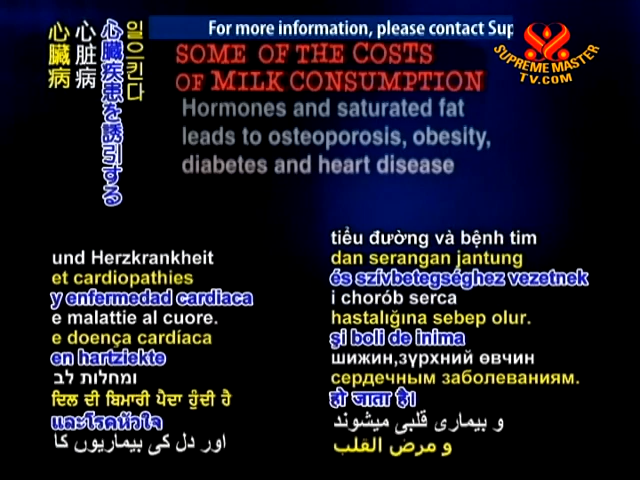 For more information, please contact Sup
SUPREME MASTER
TV.COM
SOME OF THE COSTS
OF MILK CONSUMPTION
Hormones and saturated fat
leads to osteoporosis, obesity,
diabetes and heart disease
心臟病
心脏病
心臓疾患を誘引する
일으킨다
und Herzkrankheit
et cardiopathies
y enfermedad cardiaca
e malattie al cuore.
e doença cardíaca
en hartziekte
ומחלות לב
ਦਿਲ ਦੀ ਬਿਮਾਰੀ ਪੈਦਾ ਹੁੰਦੀ ਹੈ
และโรคหัวใจ
اور دل کی بیماریوں کا
tiểu đường và bệnh tim
dan serangan jantung
és szívbetegséghez vezetnek
i chorób serca
hastalığına sebep olur.
şi boli de inima
шижин,зүрхний өвчин
сердечным заболеваниям.
हो जाता है।
و بیماری قلبی میشوند
و مرض القلب